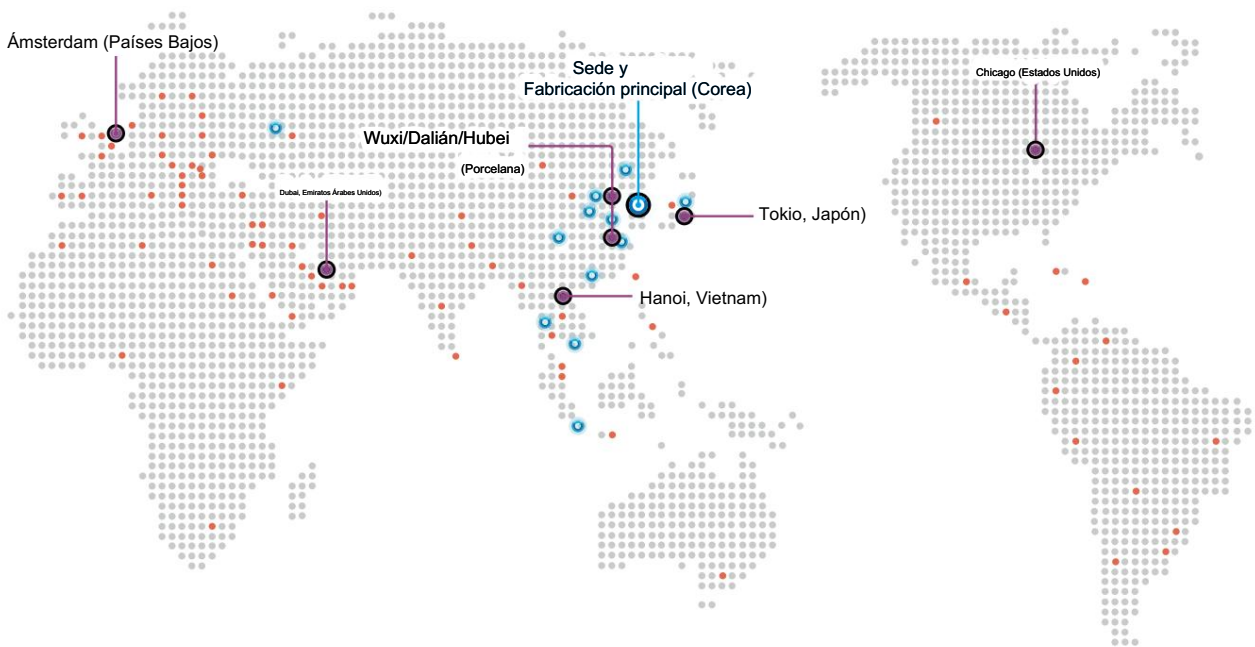 Ámsterdam (Países Bajos)
Sede y
Fabricación principal (Corea)
Chicago (Estados Unidos)
Wuxi/Dalián/Hubei
(Porcelana)
Dubai, Emiratos Árabes Unidos)
Tokio, Japón)
Hanoi, Vietnam)